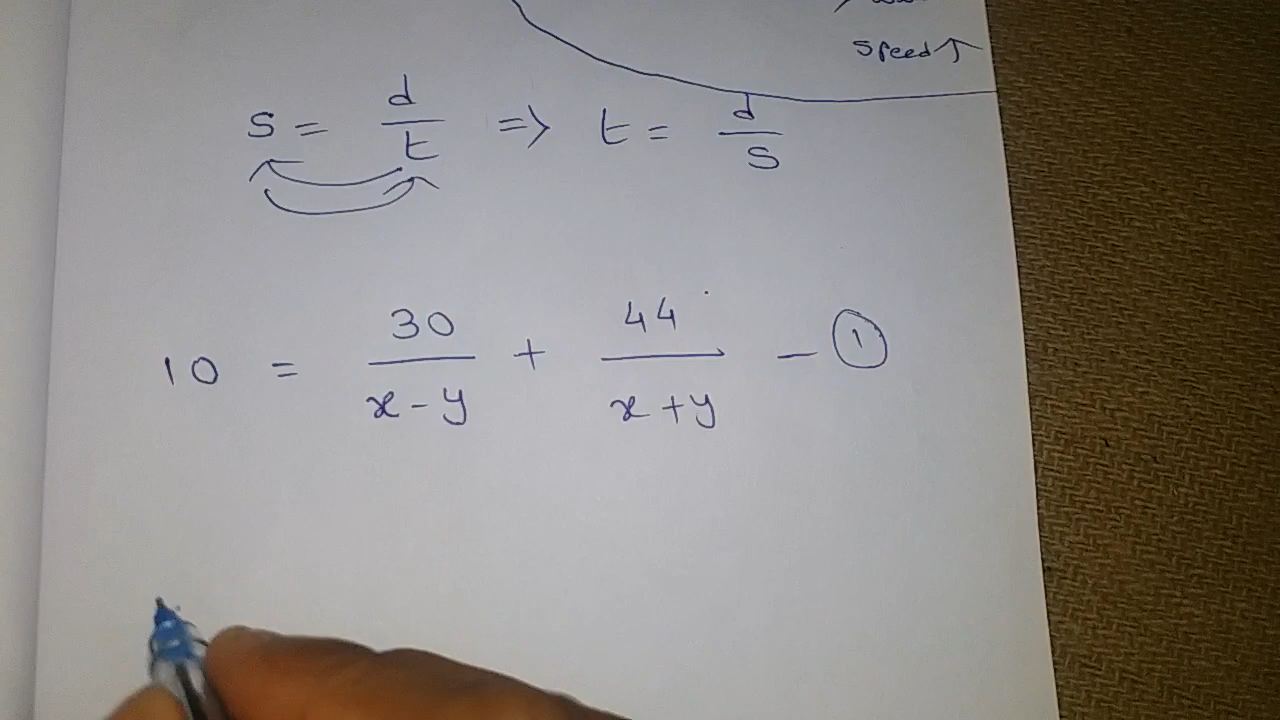 speed↑
s = d/t => t = d/s
10 = 30/(x-y) + 44/(x+y) - ①